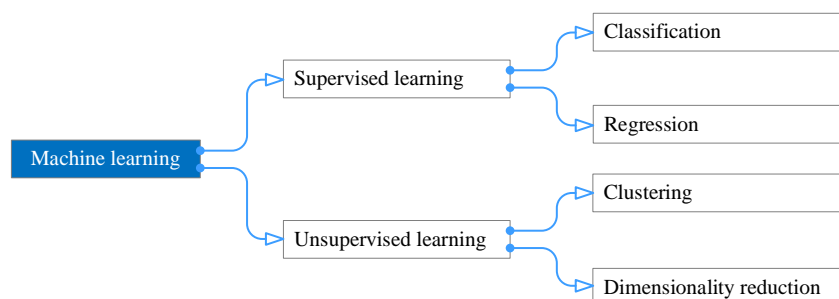 Machine learning
Supervised learning
Classification
Regression
Unsupervised learning
Clustering
Dimensionality reduction